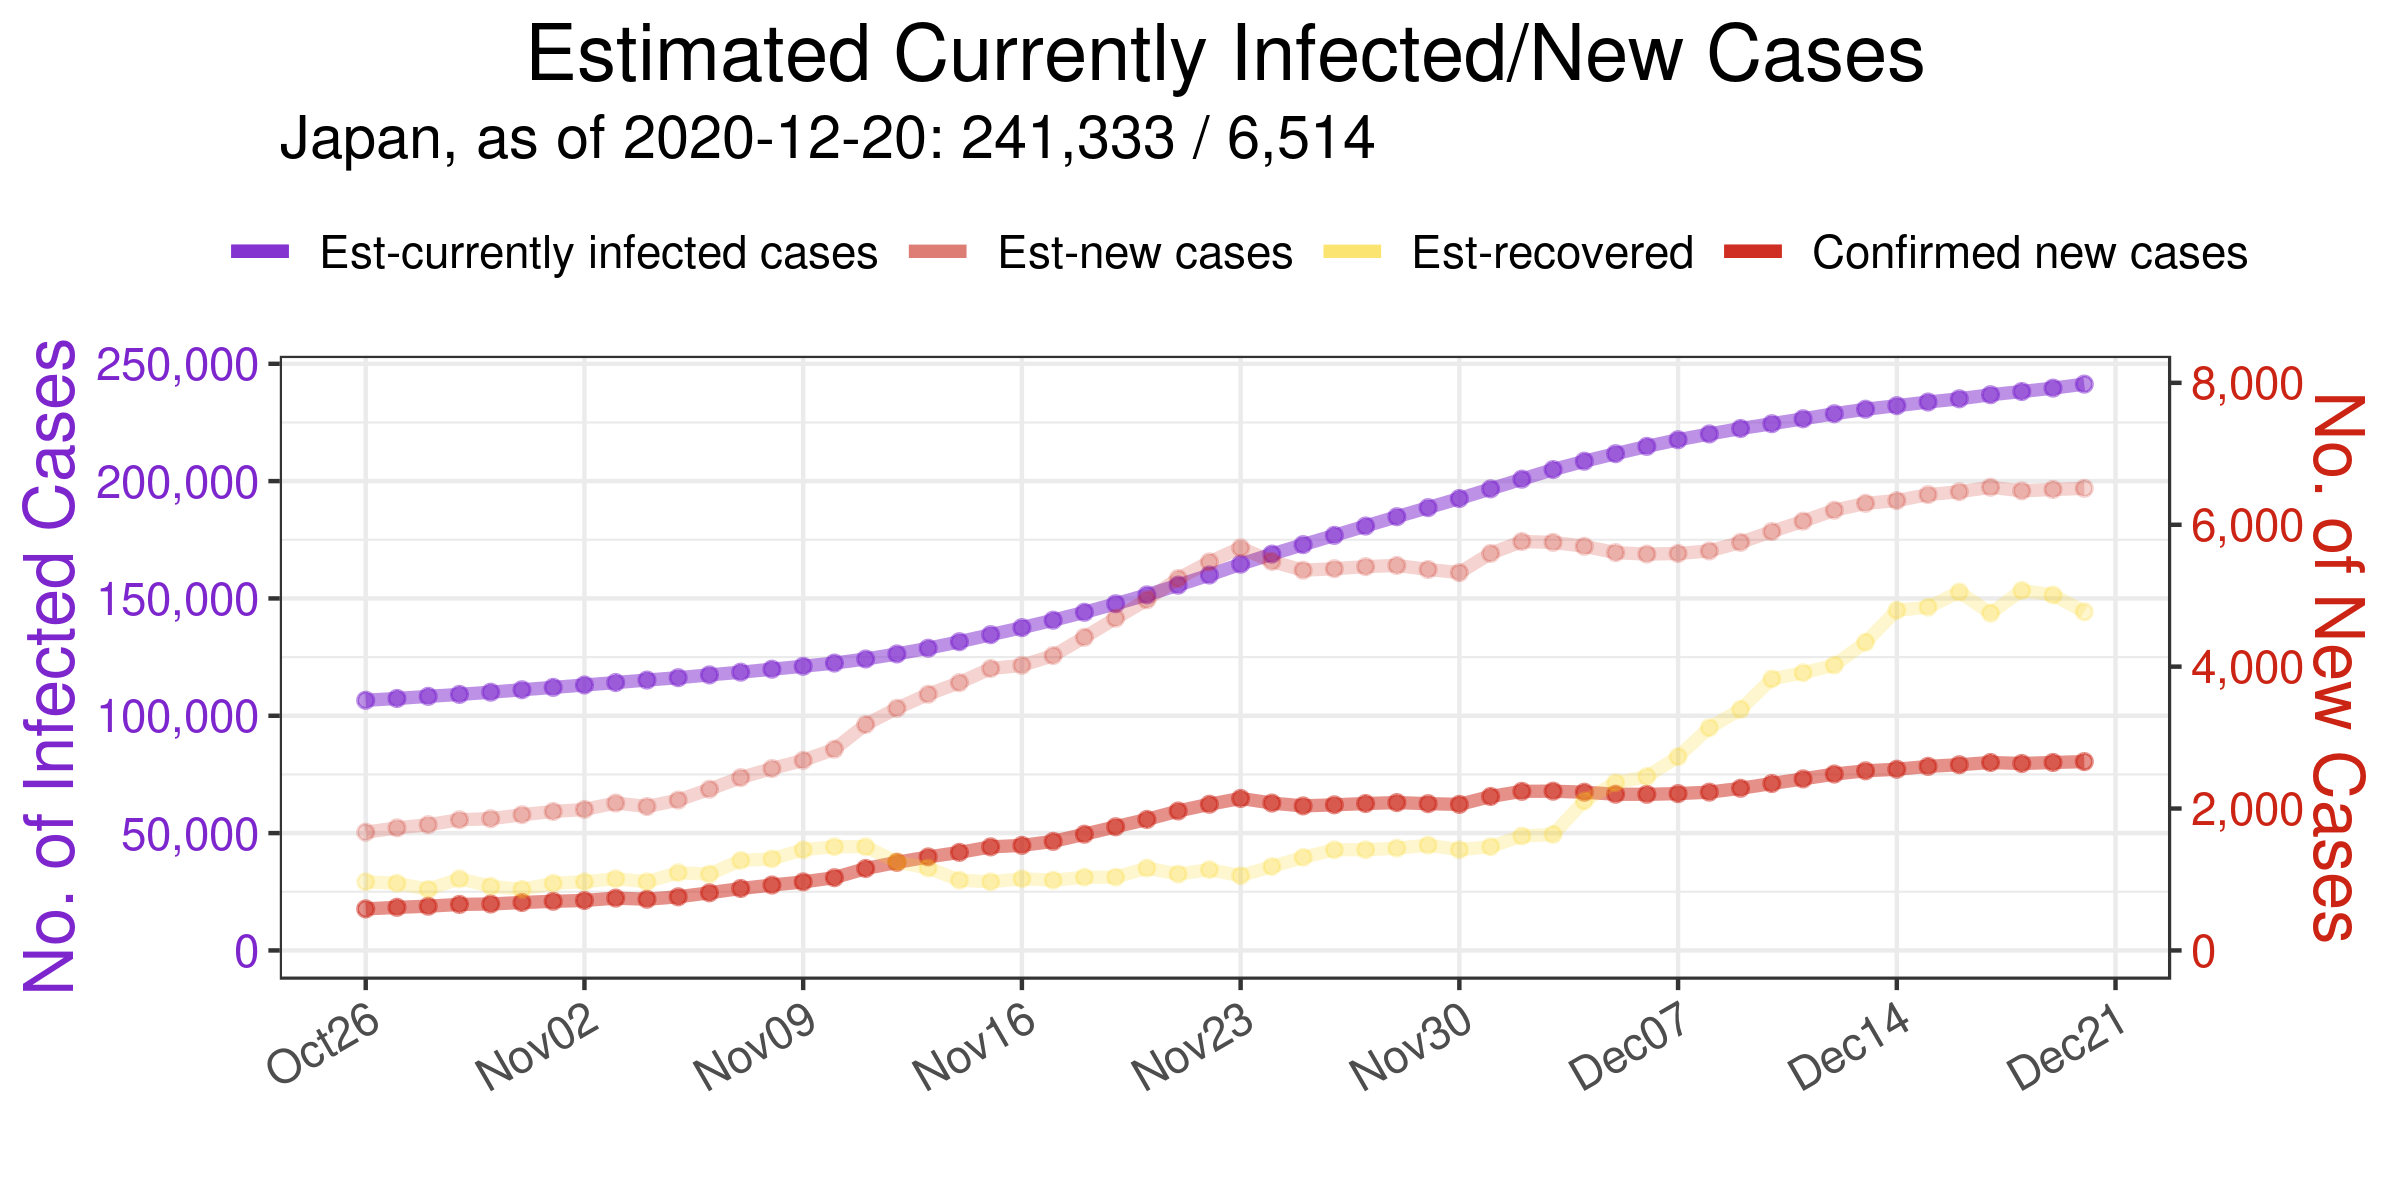 Estimated Currently Infected/New Cases
Japan, as of 2020-12-20: 241,333 / 6,514
Est-currently infected cases Est-new cases Est-recovered Confirmed new cases
No. of Infected Cases
250,000
200,000
150,000
100,000
50,000
0
8,000
6,000
4,000
2,000
0
No. of New Cases
Oct26 Nov02 Nov09 Nov16 Nov23 Nov30 Dec07 Dec14 Dec21